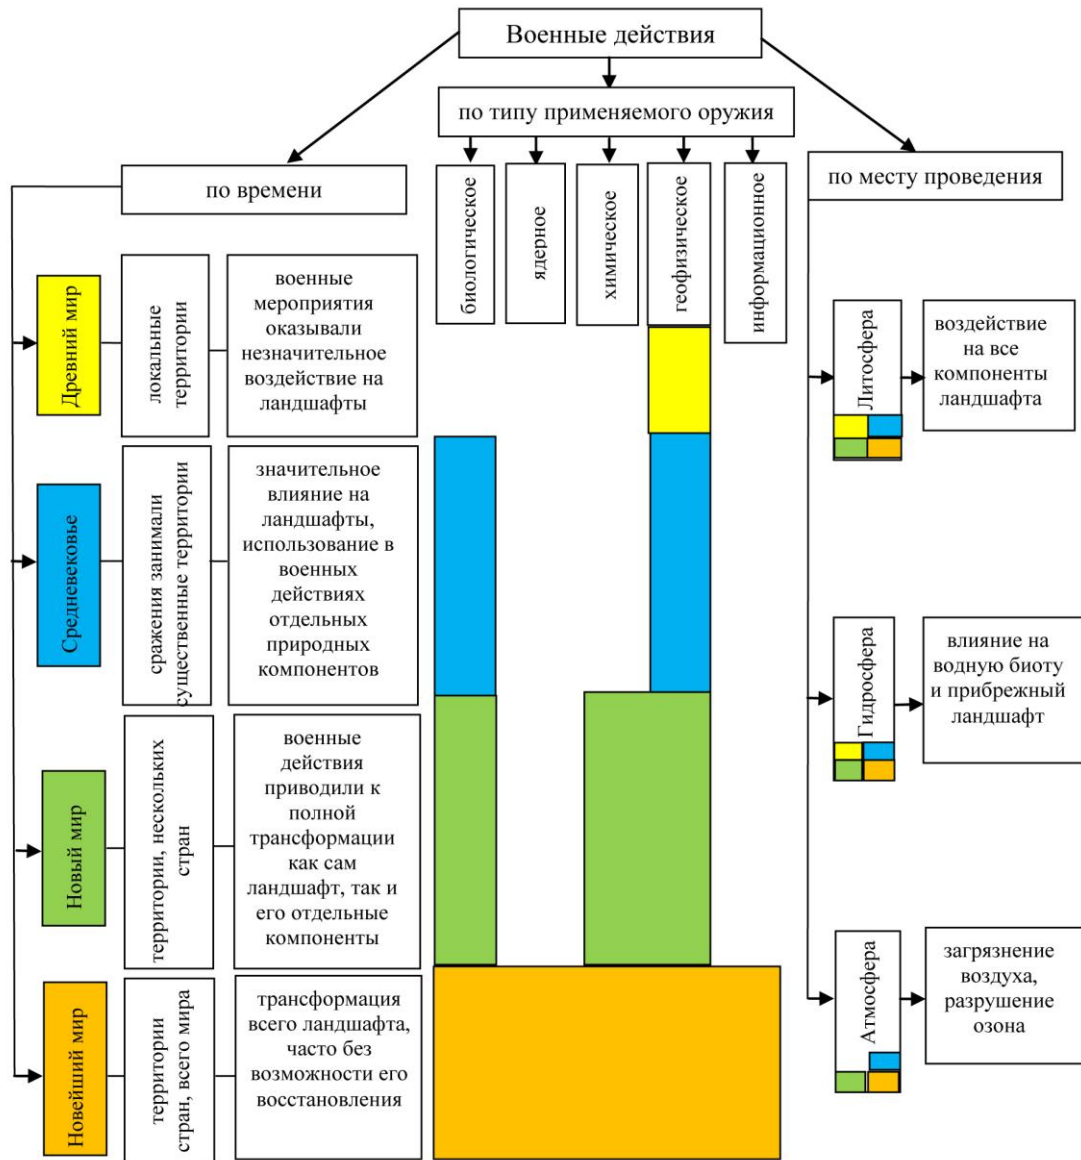 Военные действия
по типу применяемого оружия
по времени
биологическое
ядерное
химическое
геофизическое
информационное
по месту проведения
Древний мир
локальные
территории
военные
мероприятия
оказывали
незначительное
воздействие на
ландшафты
Средневековье
сражения занимали
существенные территории
значительное
влияние на
ландшафты,
использование в
военных
действиях
отдельных
природных
компонентов
Новый мир
территории, нескольких
стран
военные
действия
приводили к
полной
трансформации
как сам
ландшафт, так и
его отдельные
компоненты
Новейший мир
территории
стран, всего мира
трансформация
всего ландшафта,
часто без
возможности его
восстановления
Литосфера
воздействие
на все
компоненты
ландшафта
Гидросфера
влияние на
водную биоту
и прибрежный
ландшафт
Атмосфера
загрязнение
воздуха,
разрушение
озона